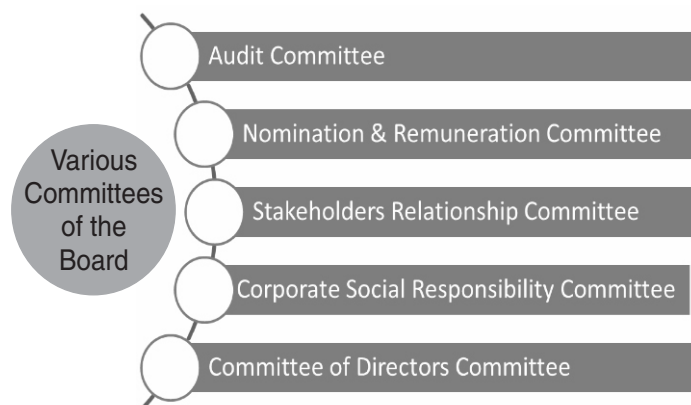 Various
Committees
of the
Board
Audit Committee
Nomination & Remuneration Committee
Stakeholders Relationship Committee
Corporate Social Responsibility Committee
Committee of Directors Committee